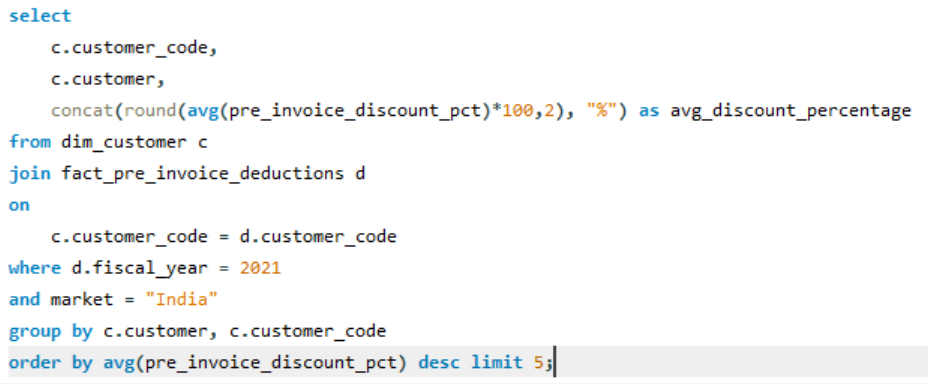 select
    c.customer_code,
    c.customer,
    concat(round(avg(pre_invoice_discount_pct)*100,2), "%") as avg_discount_percentage
from dim_customer c
join fact_pre_invoice_deductions d
on
    c.customer_code = d.customer_code
where d.fiscal_year = 2021
and market = "India"
group by c.customer, c.customer_code
order by avg(pre_invoice_discount_pct) desc limit 5;